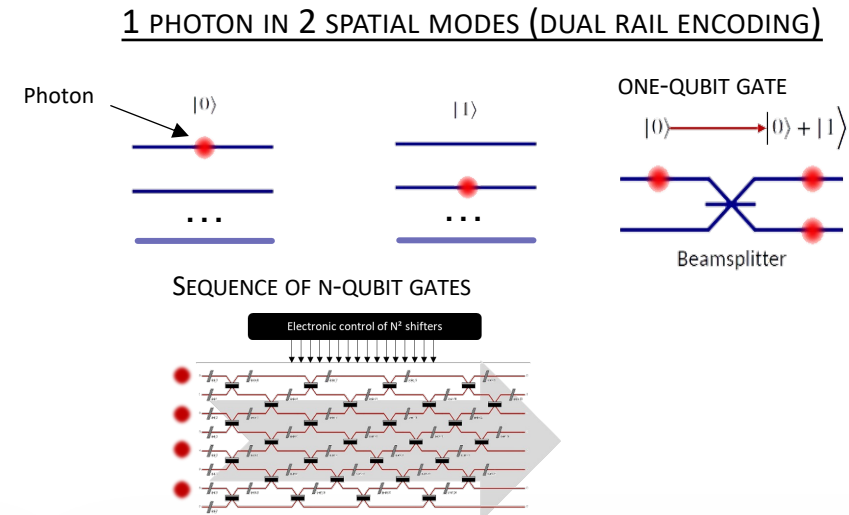 1 PHOTON IN 2 SPATIAL MODES (DUAL RAIL ENCODING)
Photon
|0⟩
|1⟩
ONE-QUBIT GATE
|0⟩ |0⟩ + |1⟩
...
...
Beamsplitter
SEQUENCE OF N-QUBIT GATES
Electronic control of N² shifters